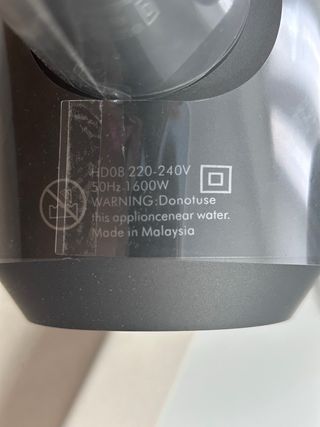 HD08 220-240V
50Hz 1600W
WARNING:Donotuse
this applioncenear water.
Made in Malaysia